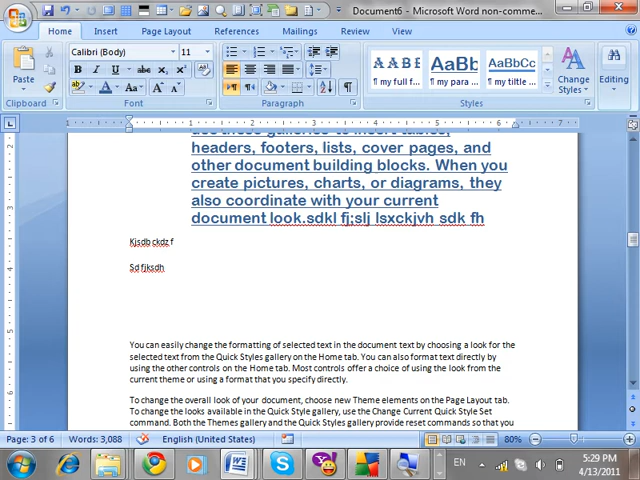 Document6 - Microsoft Word non-comme...
Home Insert Page Layout References Mailings Review View
Paste
Calibri (Body) 11
AABB AaBb AaBbCc
¶ my full f... ¶ my para ... ¶ my titlte ...
Change Styles
Editing
Clipboard Font Paragraph Styles
1 1 2 3 4 5 6 7
headers, footers, lists, cover pages, and
other document building blocks. When you
create pictures, charts, or diagrams, they
also coordinate with your current
document look.sdkl fj;slj lsxckjvh sdk fh
Kjsdb ckdz f
Sd fjksdh
You can easily change the formatting of selected text in the document text by choosing a look for the
selected text from the Quick Styles gallery on the Home tab. You can also format text directly by
using the other controls on the Home tab. Most controls offer a choice of using the look from the
current theme or using a format that you specify directly.
To change the overall look of your document, choose new Theme elements on the Page Layout tab.
To change the looks available in the Quick Style gallery, use the Change Current Quick Style Set
command. Both the Themes gallery and the Quick Styles gallery provide reset commands so that you
Page: 3 of 6 Words: 3,088 English (United States) 80%
EN 5:29 PM
4/13/2011